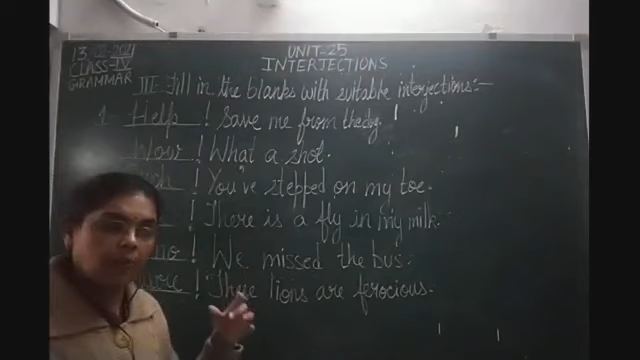 13
CLASS-IV
GRAMMAR
UNIT-25
INTERJECTIONS
III Fill in the blanks with suitable interjections:-
1 Help ! Save me from the dog !
Wow ! What a shot.
! You've stepped on my toe.
! There is a fly in my milk.
! We missed the bus.
! These lions are ferocious.